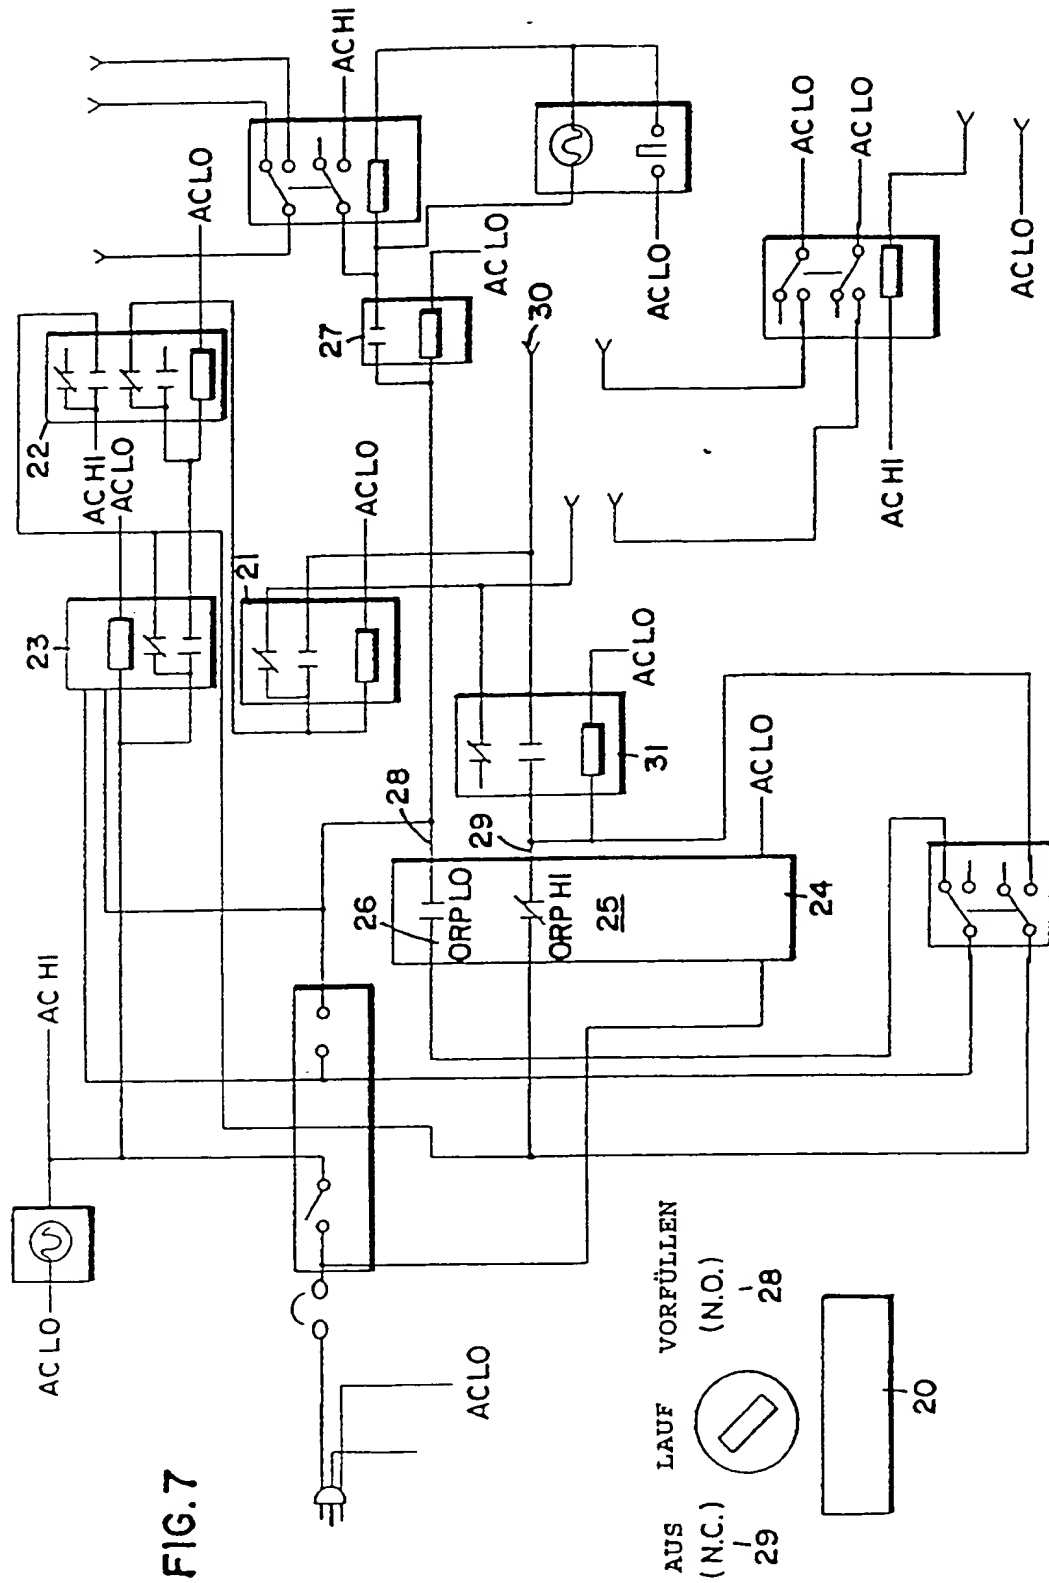 FIG. 7
AC LO
AC HI
AC LO
22
AC HI
AC LO
AC LO
AC HI
23
21
AC LO
27
AC LO
30
AC LO
28
29
26
ORP LO
ORP HI
25
24
31
AC LO
AC LO
AC LO
AC LO
AC HI
AC LO
AUS
(N.C.)
29
LAUF
VORFÜLLEN
(N.O.)
28
20